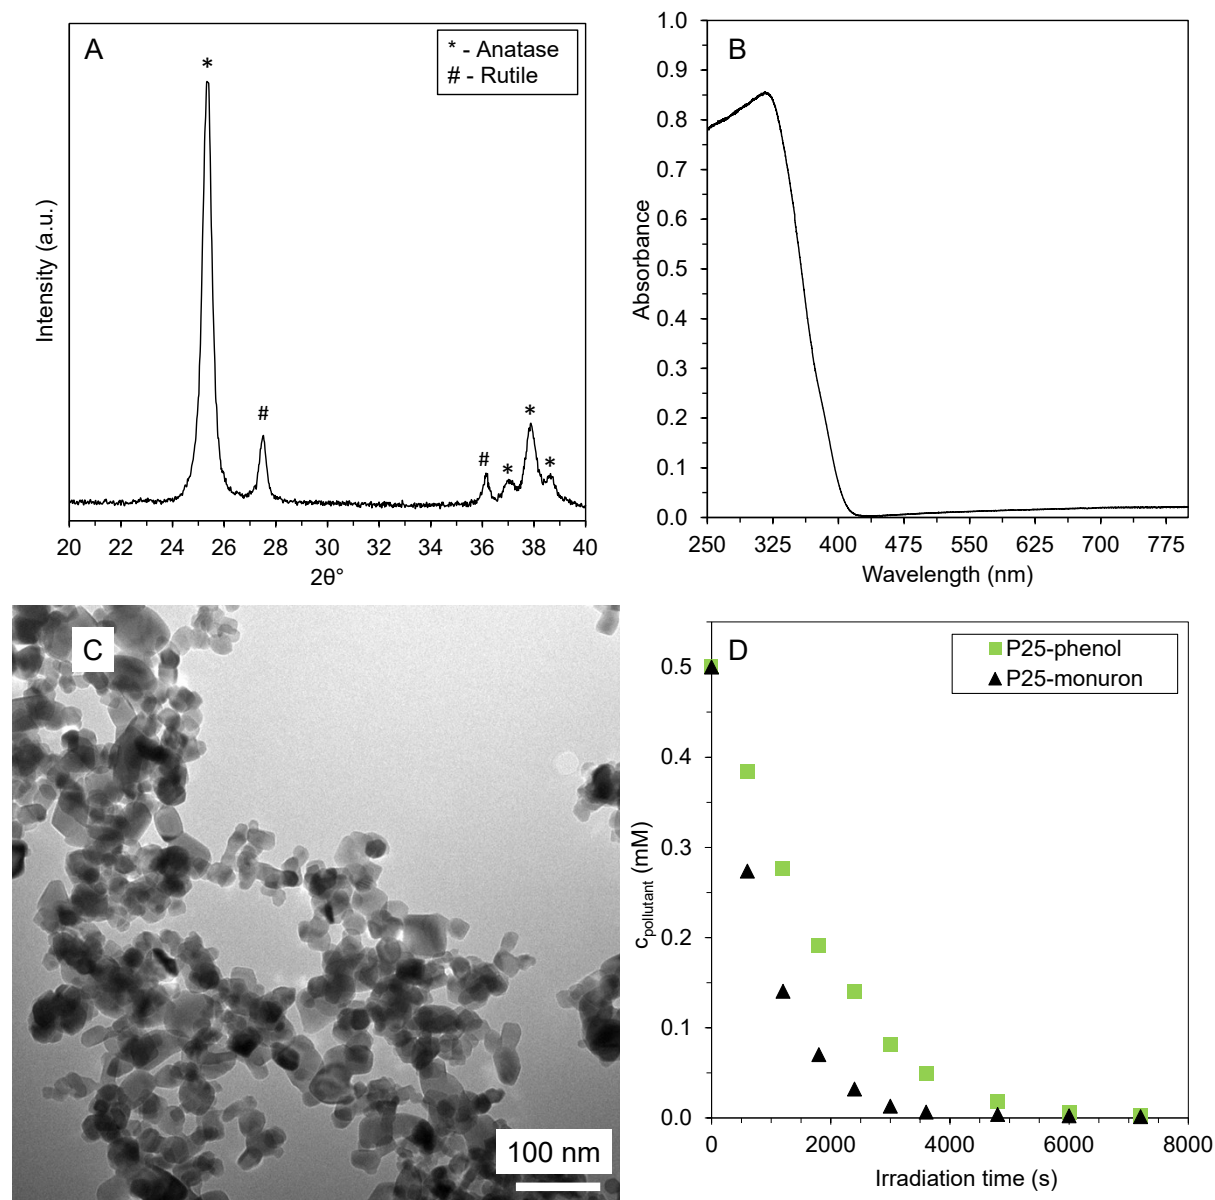 A
* - Anatase
# - Rutile
*
#
#
*
*
*
Intensity (a.u.)
20 22 24 26 28 30 32 34 36 38 40
2θ°
B
1.0
0.9
0.8
0.7
0.6
0.5
0.4
0.3
0.2
0.1
0.0
Absorbance
250 325 400 475 550 625 700 775
Wavelength (nm)
C
100 nm
D
P25-phenol
P25-monuron
0.5
0.4
0.3
0.2
0.1
0.0
cpollutant (mM)
0 2000 4000 6000 8000
Irradiation time (s)